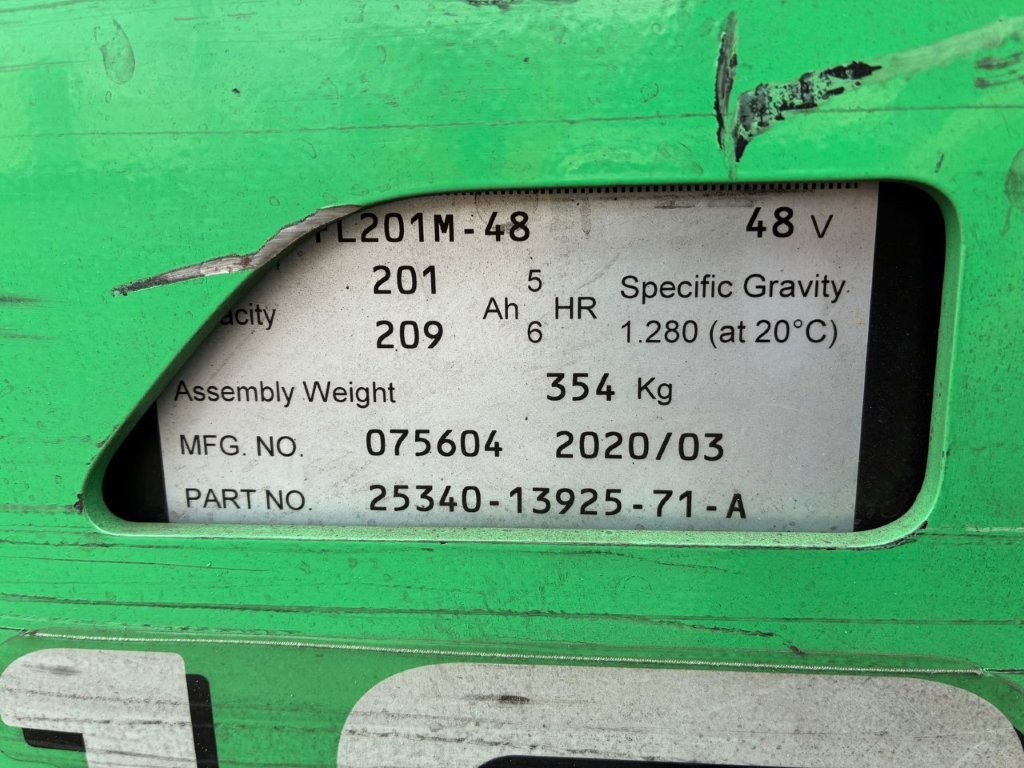 FL201M-48 48 V
201 5
Ah HR Specific Gravity
209 6 1.280 (at 20°C)
Assembly Weight 354 Kg
MFG. NO. 075604 2020/03
PART NO. 25340-13925-71-A